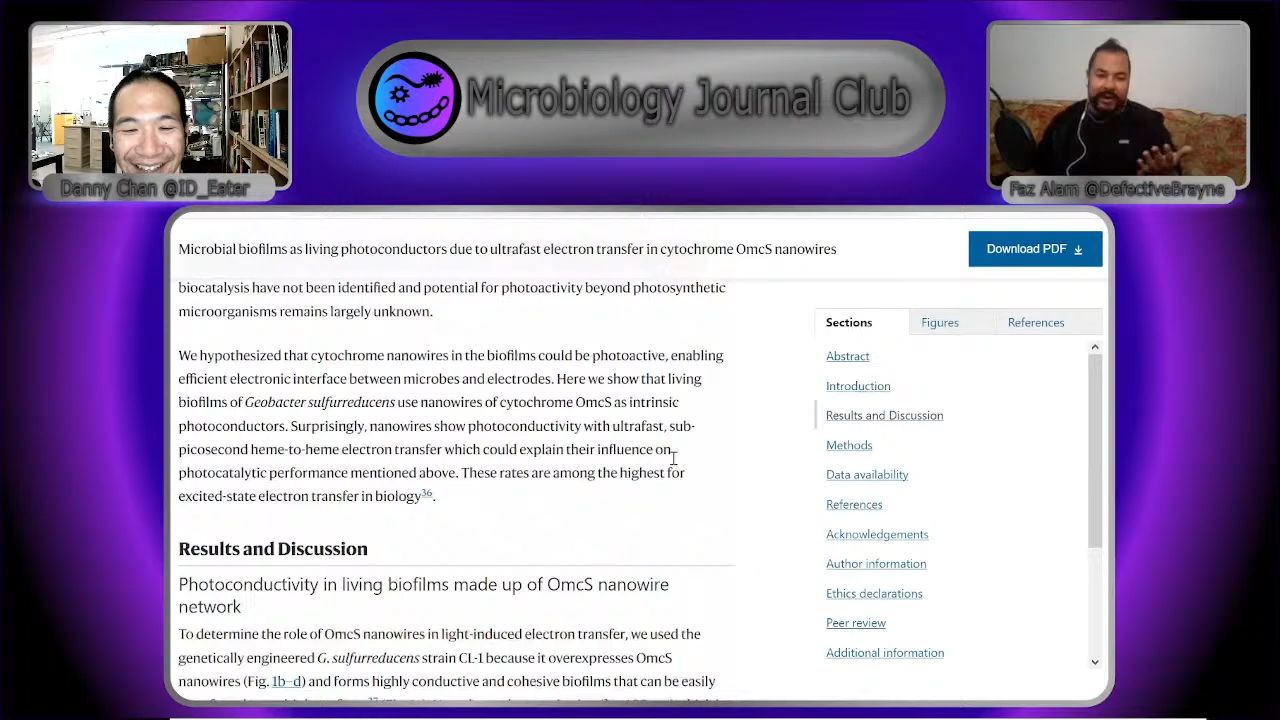 Microbiology Journal Club
Danny Chan @ID_Eater
Faz Alam @DefectiveBrayne
Microbial biofilms as living photoconductors due to ultrafast electron transfer in cytochrome OmcS nanowires
Download PDF
biocatalysis have not been identified and potential for photoactivity beyond photosynthetic
microorganisms remains largely unknown.
We hypothesized that cytochrome nanowires in the biofilms could be photoactive, enabling
efficient electronic interface between microbes and electrodes. Here we show that living
biofilms of Geobacter sulfurreducens use nanowires of cytochrome OmcS as intrinsic
photoconductors. Surprisingly, nanowires show photoconductivity with ultrafast, sub-
picosecond heme-to-heme electron transfer which could explain their influence on
photocatalytic performance mentioned above. These rates are among the highest for
excited-state electron transfer in biology36.
Results and Discussion
Photoconductivity in living biofilms made up of OmcS nanowire
network
To determine the role of OmcS nanowires in light-induced electron transfer, we used the
genetically engineered G. sulfurreducens strain CL-1 because it overexpresses OmcS
nanowires (Fig. 1b–d) and forms highly conductive and cohesive biofilms that can be easily
Sections
Figures
References
Abstract
Introduction
Results and Discussion
Methods
Data availability
References
Acknowledgements
Author information
Ethics declarations
Peer review
Additional information